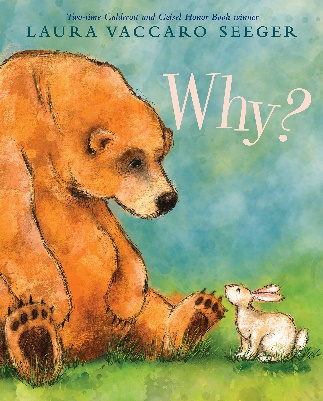 Two-time Caldecott and Geisel Honor Book winner
LAURA VACCARO SEEGER
Why?